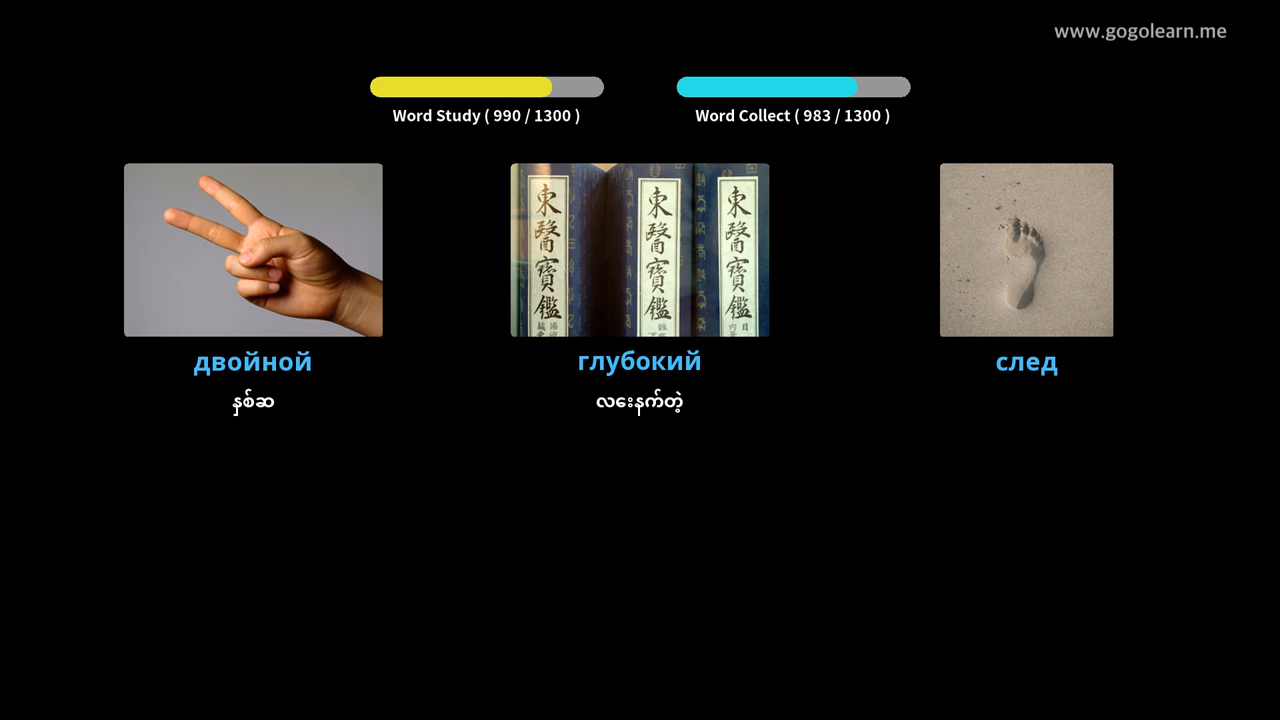 www.gogolearn.me
Word Study ( 990 / 1300 )
Word Collect ( 983 / 1300 )
東醫寶鑑
東醫寶鑑
東醫寶鑑
двойной
глубокий
след
နှစ်ဆ
လးေနက်တဲ့